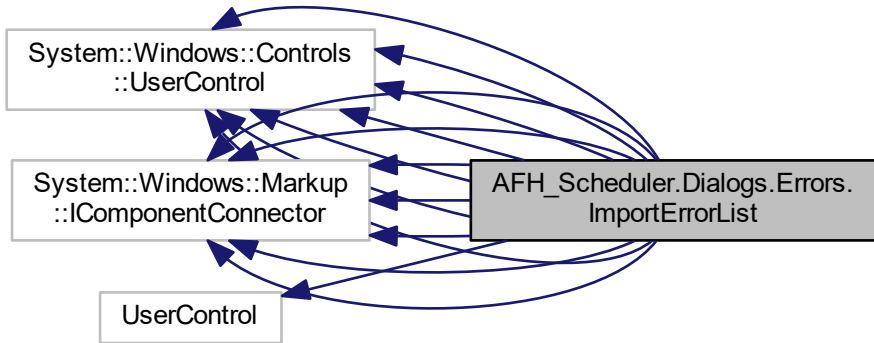 System::Windows::Controls
::UserControl
System::Windows::Markup
::IComponentConnector
UserControl
AFH_Scheduler.Dialogs.Errors.
ImportErrorList